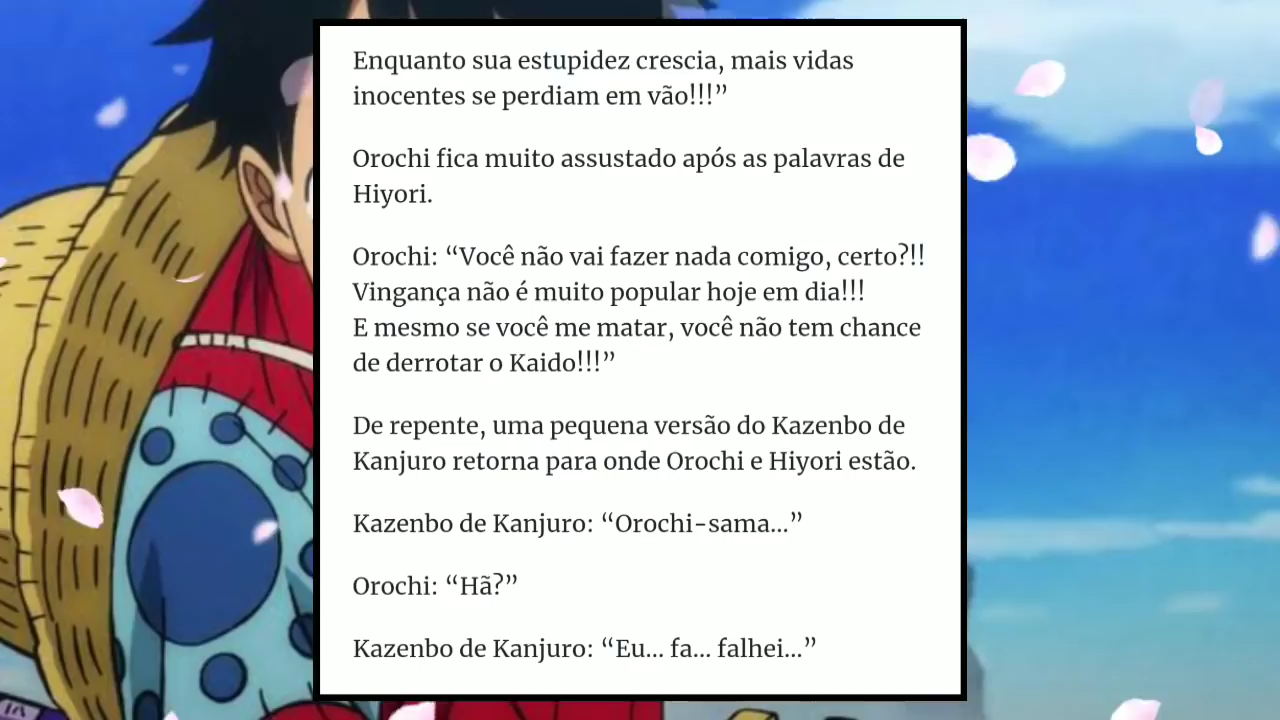 Enquanto sua estupidez crescia, mais vidas
inocentes se perdiam em vão!!!”
Orochi fica muito assustado após as palavras de
Hiyori.
Orochi: “Você não vai fazer nada comigo, certo?!!
Vingança não é muito popular hoje em dia!!!
E mesmo se você me matar, você não tem chance
de derrotar o Kaido!!!”
De repente, uma pequena versão do Kazenbo de
Kanjuro retorna para onde Orochi e Hiyori estão.
Kazenbo de Kanjuro: “Orochi-sama…”
Orochi: “Hã?”
Kazenbo de Kanjuro: “Eu… fa… falhei…”